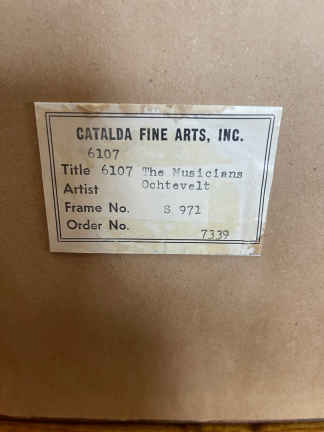 CATALDA FINE ARTS, INC.
6107
Title 6107 The Musicians
Artist Ochtevelt
Frame No. S 971
Order No. 7339